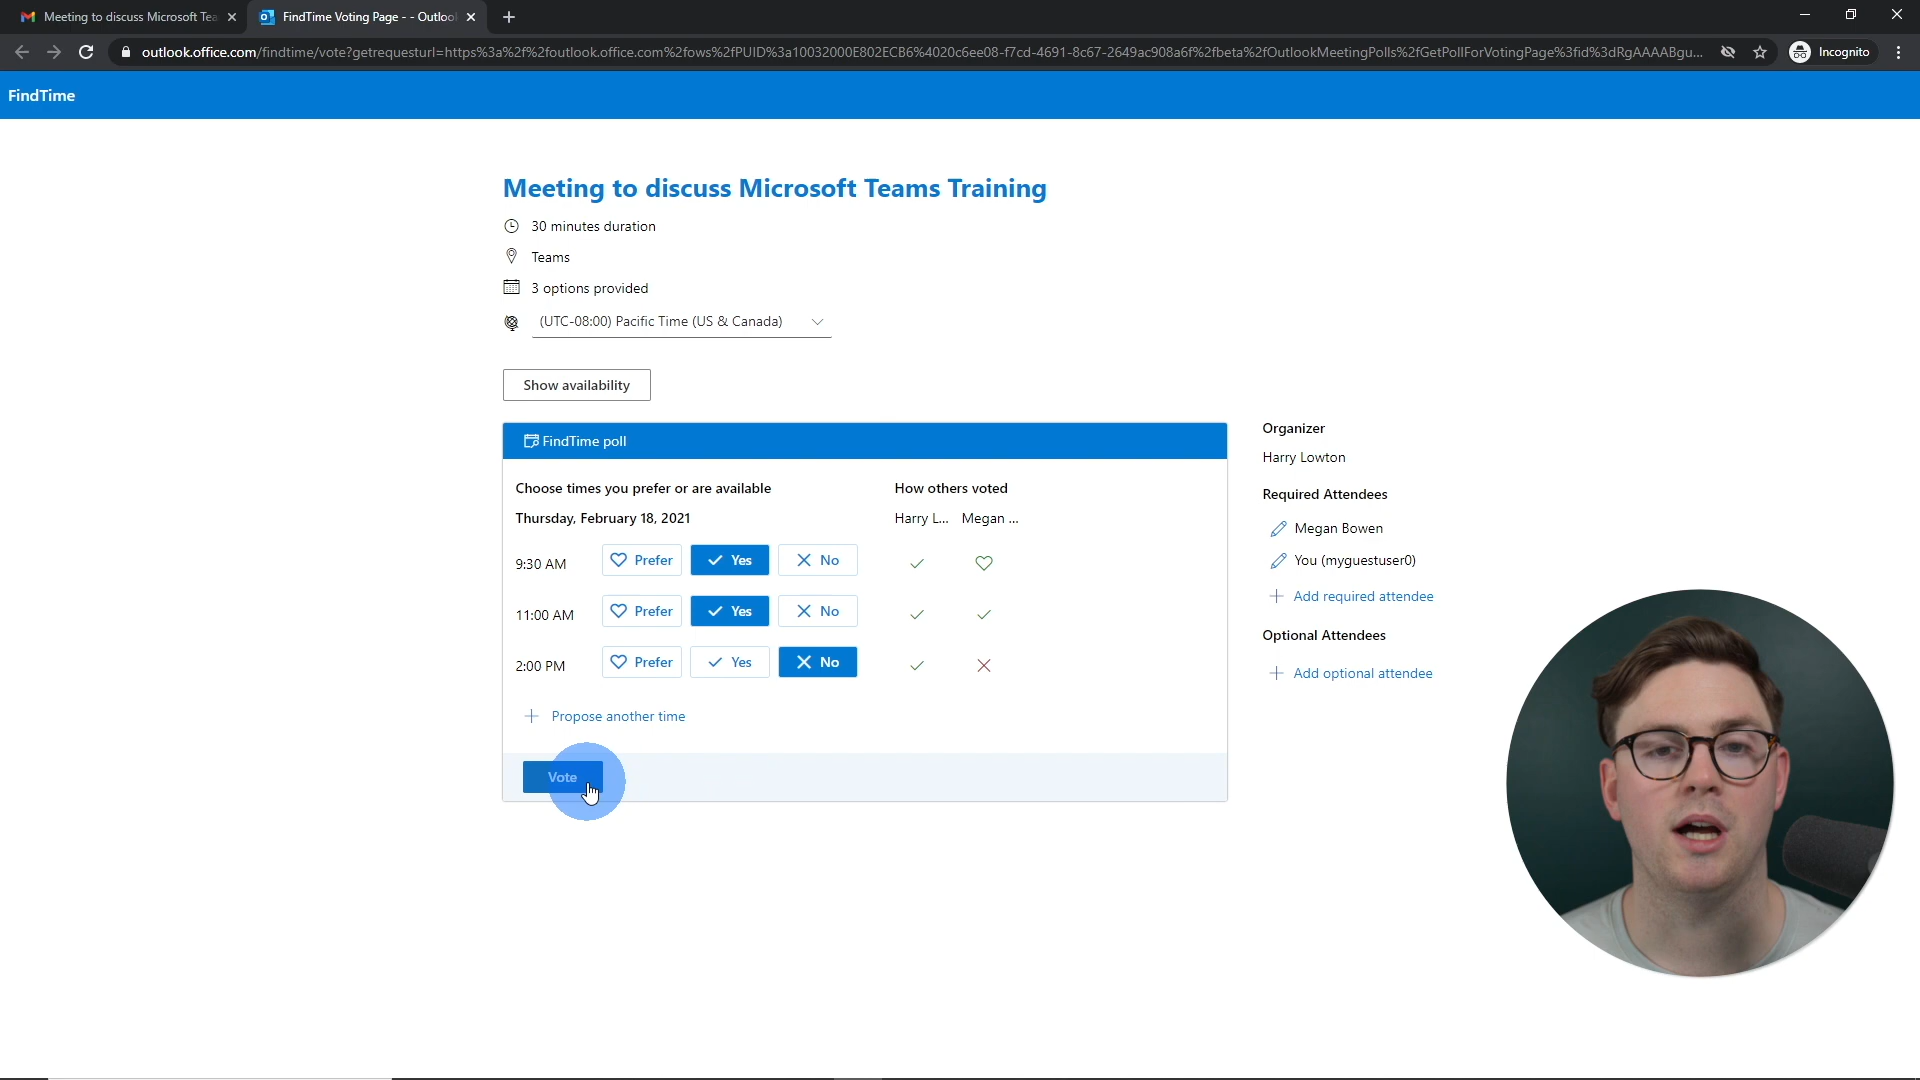 Meeting to discuss Microsoft Tea
FindTime Voting Page - - Outloo
outlook.office.com/findtime/vote?getrequesturl=https%3a%2f%2foutlook.office.com%2fows%2fPUID%3a10032000E802ECB6%4020c6ee08-f7cd-4691-8c67-2649ac908a6f%2fbeta%2fOutlookMeetingPolls%2fGetPollForVotingPage%3fid%3dRgAAAABgu...
Incognito
FindTime
Meeting to discuss Microsoft Teams Training
30 minutes duration
Teams
3 options provided
(UTC-08:00) Pacific Time (US & Canada)
Show availability
FindTime poll
Choose times you prefer or are available
How others voted
Thursday, February 18, 2021
Harry L... Megan ...
9:30 AM Prefer Yes No
11:00 AM Prefer Yes No
2:00 PM Prefer Yes No
Propose another time
Vote
Organizer
Harry Lowton
Required Attendees
Megan Bowen
You (myguestuser0)
Add required attendee
Optional Attendees
Add optional attendee